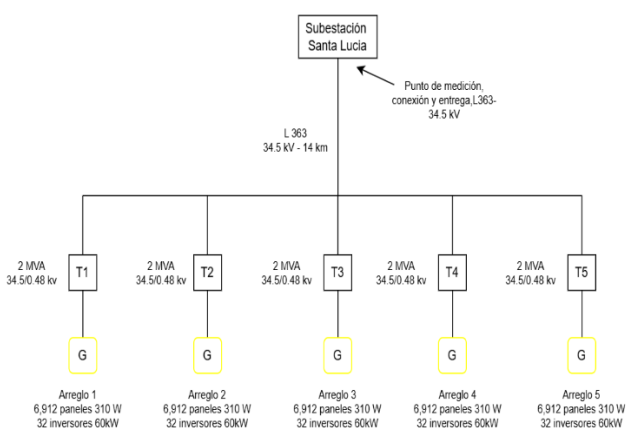 Subestación
Santa Lucia
Punto de medición,
conexión y entrega,L363-
34.5 kV
L 363
34.5 kV - 14 km
2 MVA
34.5/0.48 kv
T1
2 MVA
34.5/0.48 kv
T2
2 MVA
34.5/0.48 kv
T3
2 MVA
34.5/0.48 kv
T4
2 MVA
34.5/0.48 kv
T5
G
G
G
G
G
Arreglo 1
6,912 paneles 310 W
32 inversores 60kW
Arreglo 2
6,912 paneles 310 W
32 inversores 60kW
Arreglo 3
6,912 paneles 310 W
32 inversores 60kW
Arreglo 4
6,912 paneles 310 W
32 inversores 60kW
Arreglo 5
6,912 paneles 310 W
32 inversores 60kW